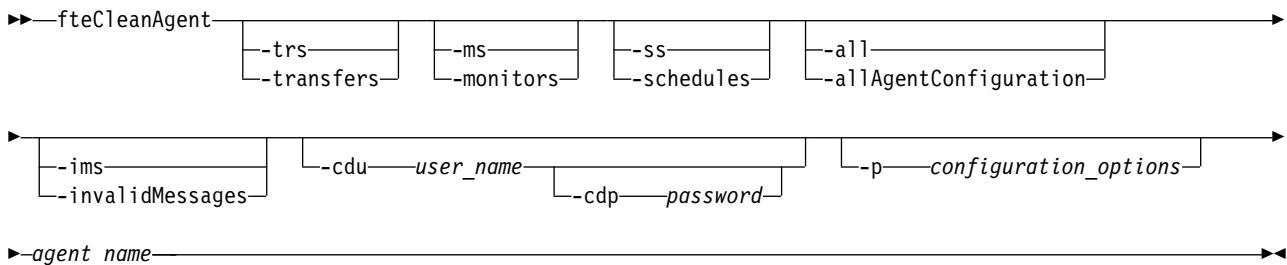 fteCleanAgent
-trs -ms -ss -all
-transfers -monitors -schedules -allAgentConfiguration
-ims -cdu user_name -p configuration_options
-invalidMessages -cdp password
agent name